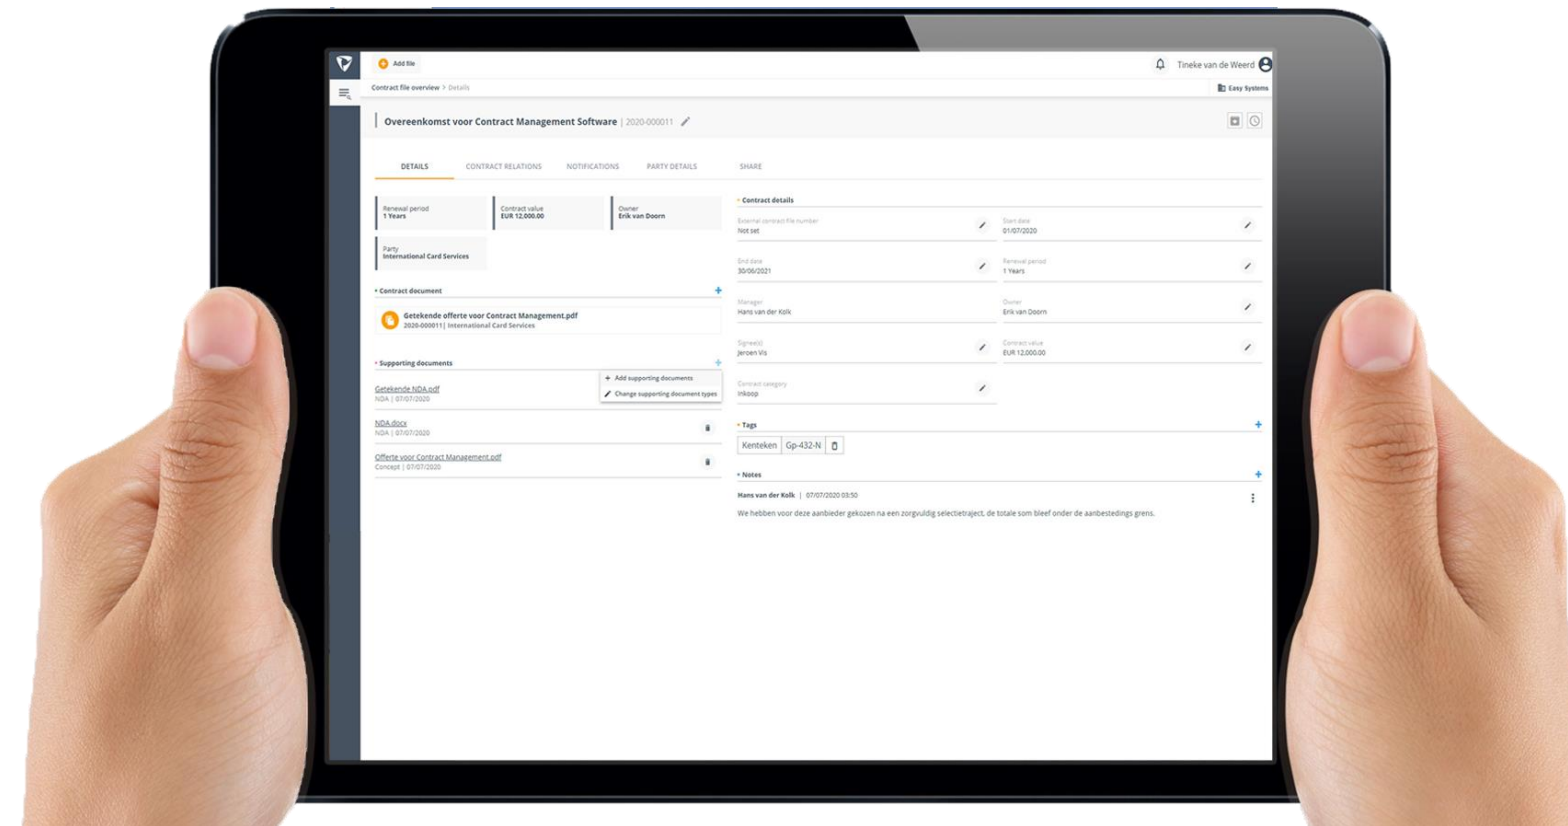 Add file
Tineke van de Weerd
Contract file overview > Details
Easy Systems
Overeenkomst voor Contract Management Software | 2020-000011
DETAILS CONTRACT RELATIONS NOTIFICATIONS PARTY DETAILS SHARE
Renewal period
1 Years
Contract value
EUR 12,000.00
Owner
Erik van Doorn
Party
International Card Services
Contract document
Getekende offerte voor Contract Management.pdf
2020-000011| International Card Services
Supporting documents
Add supporting documents
Change supporting document types
Getekende NDA.pdf
NDA | 07/07/2020
NDA.docx
NDA | 07/07/2020
Offerte voor Contract Management.pdf
Concept | 07/07/2020
Contract details
External contract file number
Not set
Start date
01/07/2020
End date
30/06/2021
Renewal period
1 Years
Manager
Hans van der Kolk
Owner
Erik van Doorn
Signee(s)
Jeroen Vis
Contract value
EUR 12,000.00
Contract category
Inkoop
Tags
Kenteken Gp-432-N
Notes
Hans van der Kolk | 07/07/2020 03:50
We hebben voor deze aanbieder gekozen na een zorgvuldig selectietraject, de totale som bleef onder de aanbestedings grens.